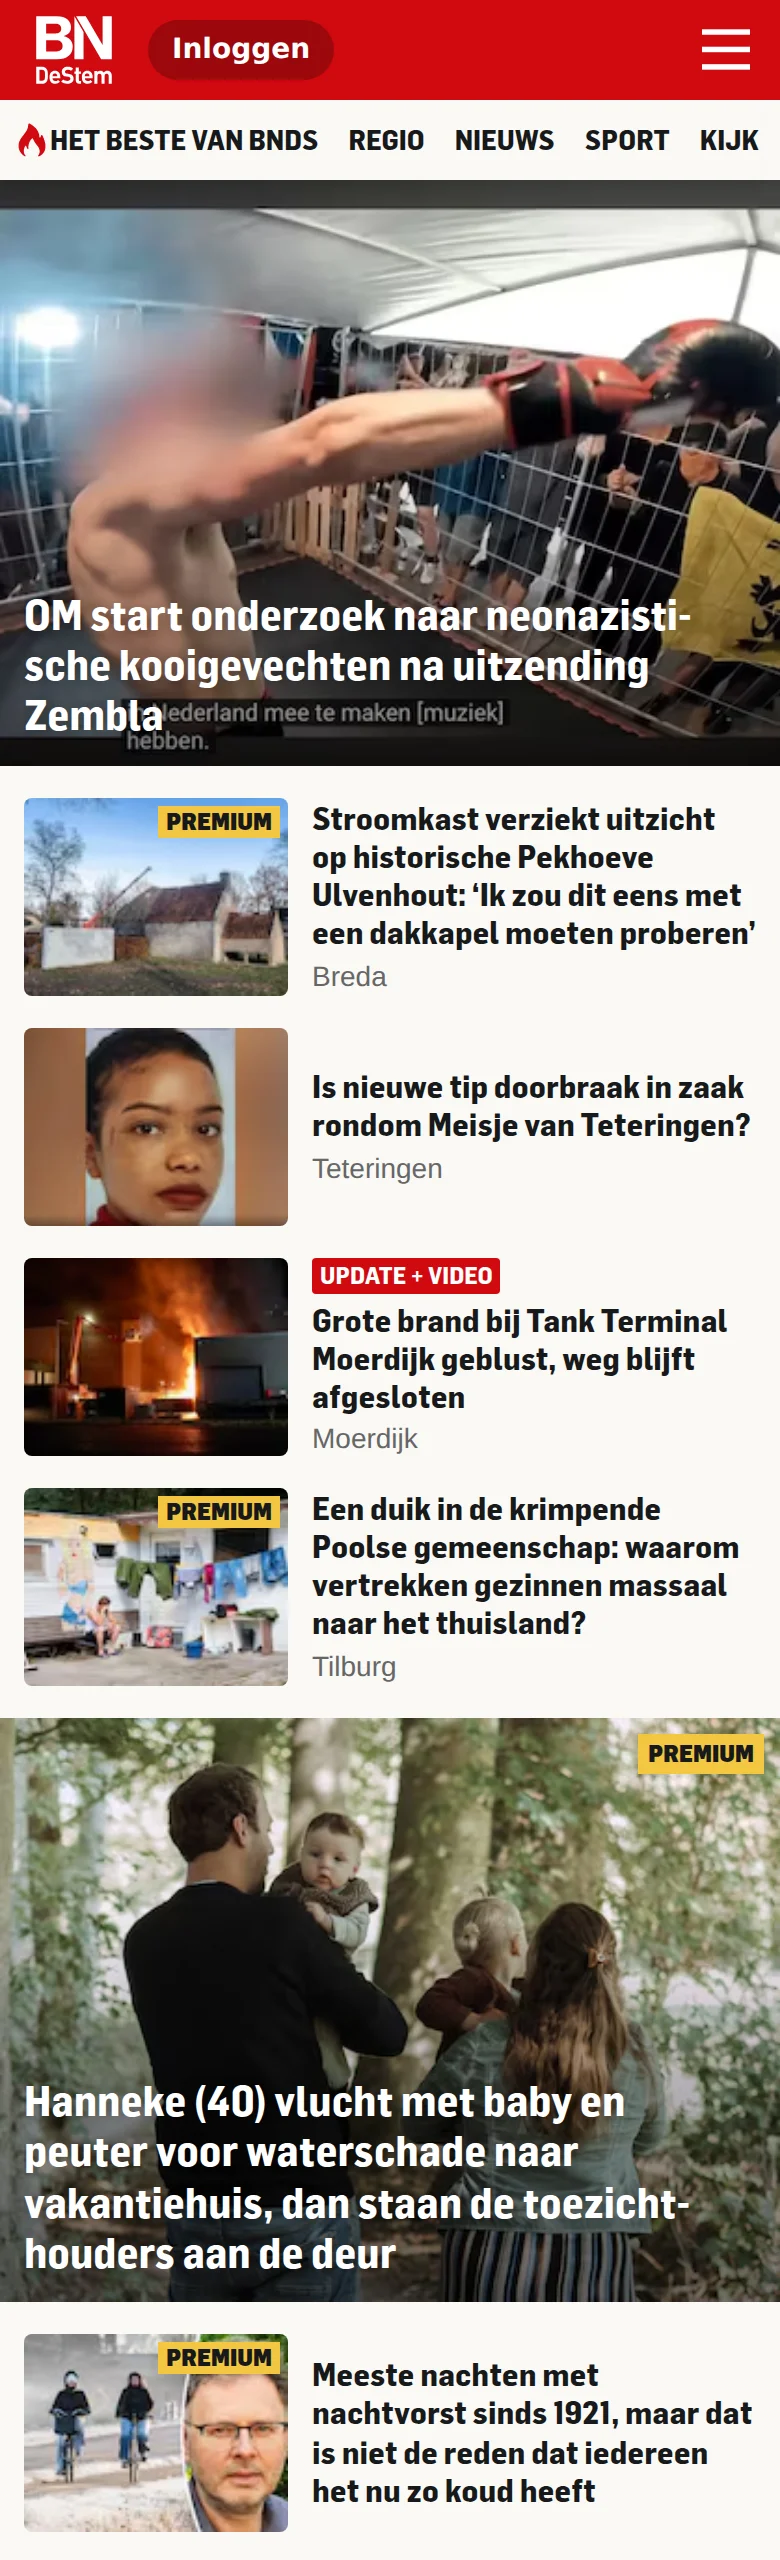 BN
DeStem
Inloggen
HET BESTE VAN BNDS REGIO NIEUWS SPORT KIJK
OM start onderzoek naar neonazisti-
sche kooigevechten na uitzending
Zembla
Nederland mee te maken [muziek]
hebben.
PREMIUM
Stroomkast verziekt uitzicht
op historische Pekhoeve
Ulvenhout: ‘Ik zou dit eens met
een dakkapel moeten proberen’
Breda
Is nieuwe tip doorbraak in zaak
rondom Meisje van Teteringen?
Teteringen
UPDATE + VIDEO
Grote brand bij Tank Terminal
Moerdijk geblust, weg blijft
afgesloten
Moerdijk
PREMIUM
Een duik in de krimpende
Poolse gemeenschap: waarom
vertrekken gezinnen massaal
naar het thuisland?
Tilburg
PREMIUM
Hanneke (40) vlucht met baby en
peuter voor waterschade naar
vakantiehuis, dan staan de toezicht-
houders aan de deur
PREMIUM
Meeste nachten met
nachtvorst sinds 1921, maar dat
is niet de reden dat iedereen
het nu zo koud heeft